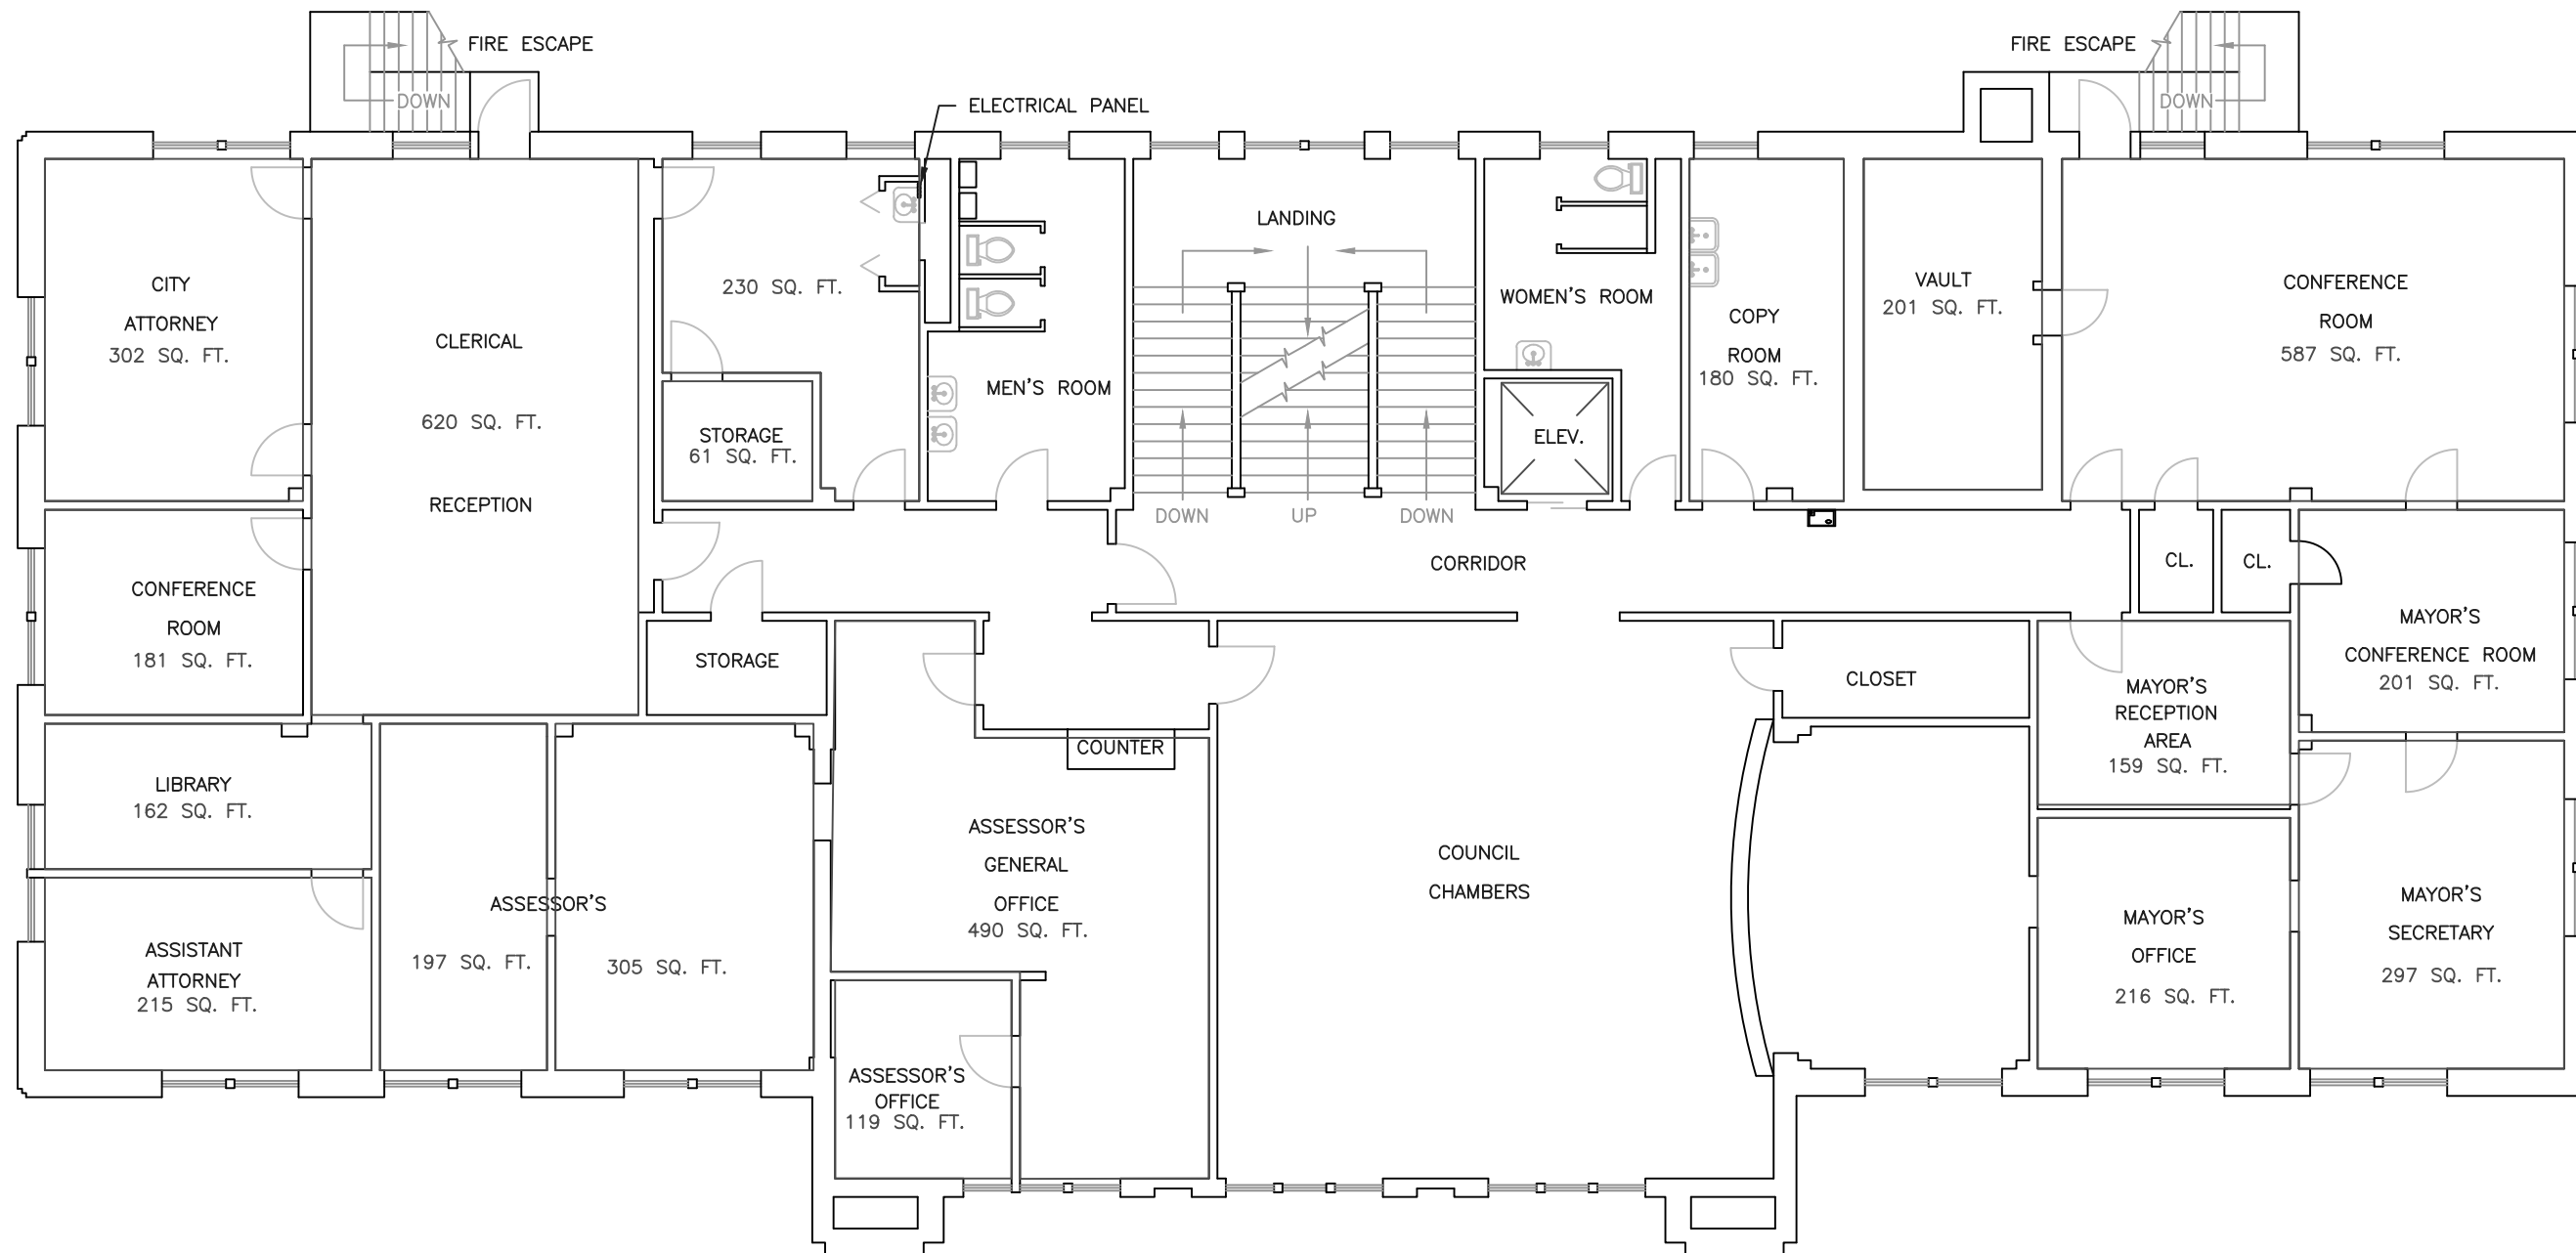 FIRE ESCAPE
DOWN
ELECTRICAL PANEL
FIRE ESCAPE
DOWN
CITY
ATTORNEY
302 SQ. FT.
CLERICAL
620 SQ. FT.
RECEPTION
230 SQ. FT.
STORAGE
61 SQ. FT.
MEN'S ROOM
LANDING
DOWN
UP
DOWN
WOMEN'S ROOM
ELEV.
COPY
ROOM
180 SQ. FT.
VAULT
201 SQ. FT.
CONFERENCE
ROOM
587 SQ. FT.
CORRIDOR
CL.
CL.
CONFERENCE
ROOM
181 SQ. FT.
STORAGE
COUNTER
CLOSET
MAYOR'S
RECEPTION
AREA
159 SQ. FT.
MAYOR'S
CONFERENCE ROOM
201 SQ. FT.
LIBRARY
162 SQ. FT.
ASSISTANT
ATTORNEY
215 SQ. FT.
ASSESSOR'S
197 SQ. FT.
305 SQ. FT.
ASSESSOR'S
GENERAL
OFFICE
490 SQ. FT.
ASSESSOR'S
OFFICE
119 SQ. FT.
COUNCIL
CHAMBERS
MAYOR'S
OFFICE
216 SQ. FT.
MAYOR'S
SECRETARY
297 SQ. FT.